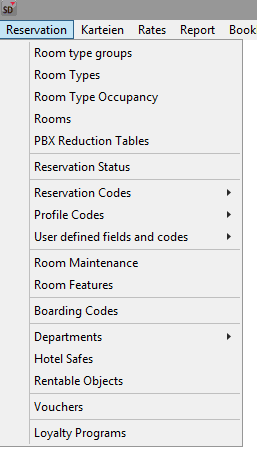 SD
Reservation Karteien Rates Report Book
Room type groups
Room Types
Room Type Occupancy
Rooms
PBX Reduction Tables
Reservation Status
Reservation Codes
Profile Codes
User defined fields and codes
Room Maintenance
Room Features
Boarding Codes
Departments
Hotel Safes
Rentable Objects
Vouchers
Loyalty Programs